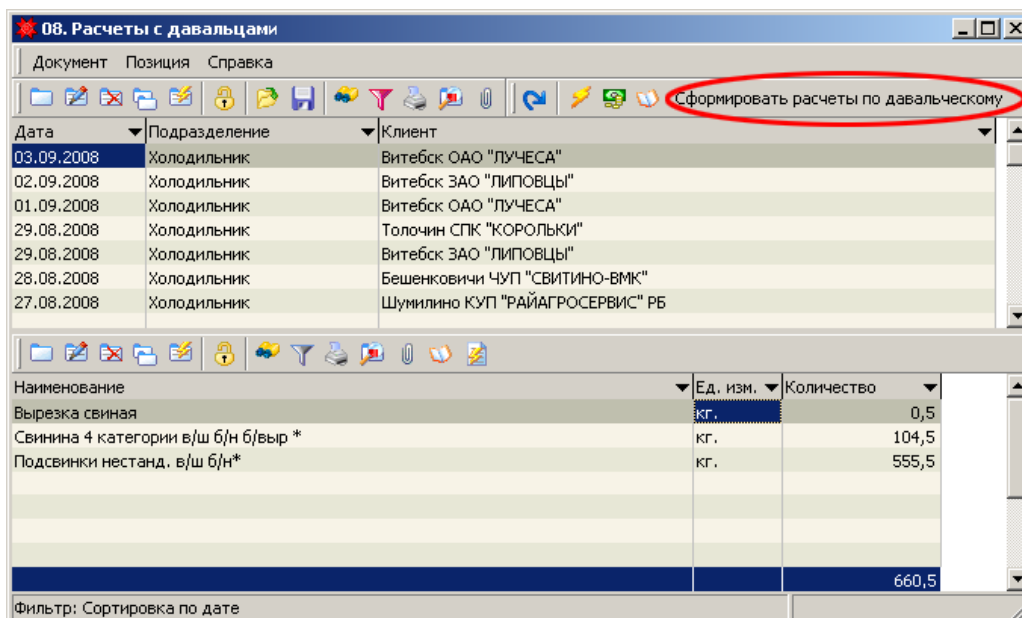 08. Расчеты с давальцами
Документ Позиция Справка
Сформировать расчеты по давальческому
Дата Подразделение Клиент
03.09.2008 Холодильник Витебск ОАО "ЛУЧЕСА"
02.09.2008 Холодильник Витебск ЗАО "ЛИПОВЦЫ"
01.09.2008 Холодильник Витебск ОАО "ЛУЧЕСА"
29.08.2008 Холодильник Толочин СПК "КОРОЛЬКИ"
29.08.2008 Холодильник Витебск ЗАО "ЛИПОВЦЫ"
28.08.2008 Холодильник Бешенковичи ЧУП "СВИТИНО-ВМК"
27.08.2008 Холодильник Шумилино КУП "РАЙАГРОСЕРВИС" РБ
Наименование Ед. изм. Количество
Вырезка свиная кг. 0,5
Свинина 4 категории в/ш б/н б/выр * кг. 104,5
Подсвинки нестанд. в/ш б/н* кг. 555,5
660,5
Фильтр: Сортировка по дате